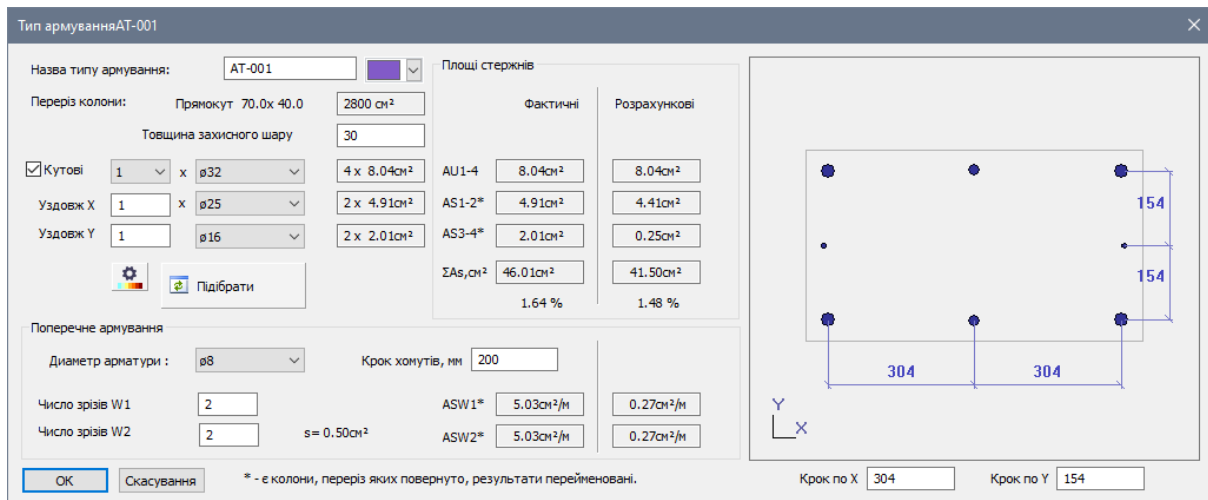 Тип армуванняAT-001
Назва типу армування: AT-001
Переріз колони: Прямокут 70.0x 40.0 2800 см²
Товщина захисного шару 30
Кутові 1 x ø32 4 x 8.04см²
Уздовж X 1 x ø25 2 x 4.91см²
Уздовж Y 1 ø16 2 x 2.01см²
Підібрати
Площі стержнів
Фактичні Розрахункові
AU1-4 8.04см² 8.04см²
AS1-2* 4.91см² 4.41см²
AS3-4* 2.01см² 0.25см²
ΣAs,см² 46.01см² 41.50см²
1.64 % 1.48 %
Поперечне армування
Диаметр арматури : ø8 Крок хомутів, мм 200
Число зрізів W1 2 ASW1* 5.03см²/м 0.27см²/м
Число зрізів W2 2 s= 0.50см² ASW2* 5.03см²/м 0.27см²/м
154
154
304 304
Y
X
OK Скасування * - є колони, переріз яких повернуто, результати перейменовані.
Крок по X 304 Крок по Y 154